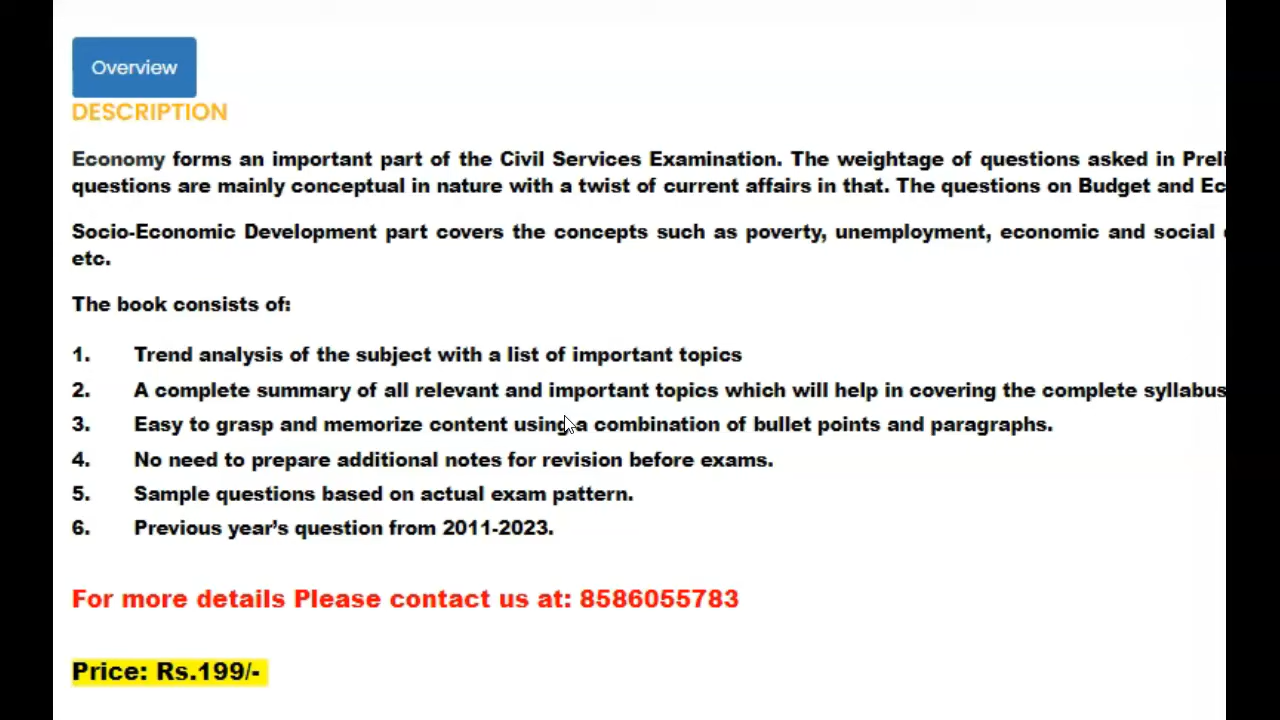 Overview
DESCRIPTION
Economy forms an important part of the Civil Services Examination. The weightage of questions asked in
questions are mainly conceptual in nature with a twist of current affairs in that. The questions on Budget and
Socio-Economic Development part covers the concepts such as poverty, unemployment, economic and social
etc.
The book consists of:
1. Trend analysis of the subject with a list of important topics
2. A complete summary of all relevant and important topics which will help in covering the complete syllabus
3. Easy to grasp and memorize content using a combination of bullet points and paragraphs.
4. No need to prepare additional notes for revision before exams.
5. Sample questions based on actual exam pattern.
6. Previous year's question from 2011-2023.
For more details Please contact us at: 8586055783
Price: Rs.199/-